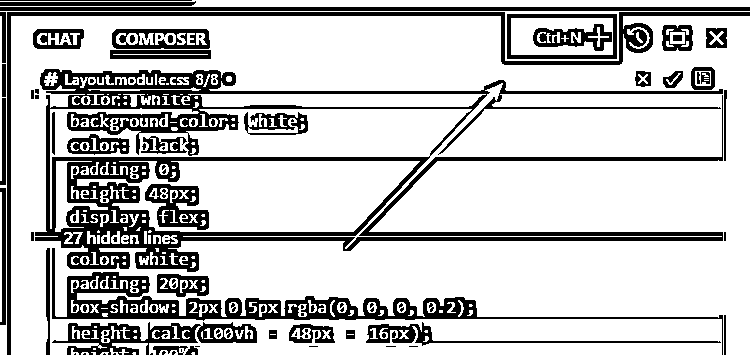 CHAT COMPOSER Ctrl+N
# Layout.module.css 8/8
color: white;
background-color: white;
color: black;
padding: 0;
height: 48px;
display: flex;
27 hidden lines
color: white;
padding: 20px;
box-shadow: 2px 0 5px rgba(0, 0, 0, 0.2);
height: calc(100vh - 48px - 16px);
height: 100%;